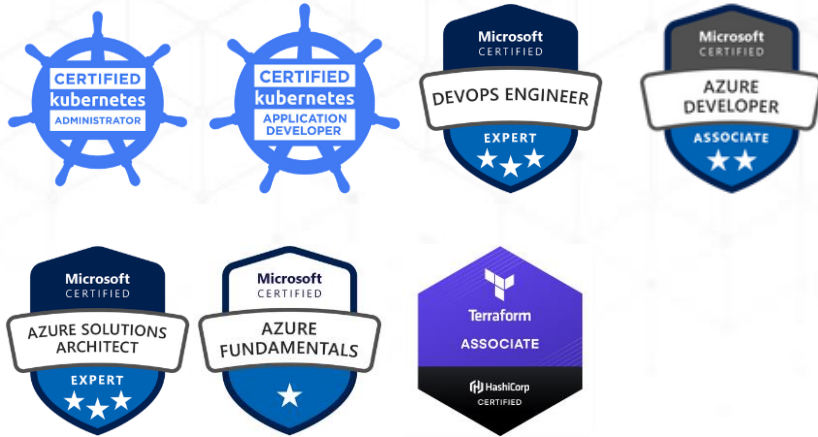 CERTIFIED
kubernetes
ADMINISTRATOR
CERTIFIED
kubernetes
APPLICATION
DEVELOPER
Microsoft
CERTIFIED
DEVOPS ENGINEER
EXPERT
Microsoft
CERTIFIED
AZURE
DEVELOPER
ASSOCIATE
Microsoft
CERTIFIED
AZURE SOLUTIONS
ARCHITECT
EXPERT
Microsoft
CERTIFIED
AZURE
FUNDAMENTALS
Terraform
ASSOCIATE
HashiCorp
CERTIFIED